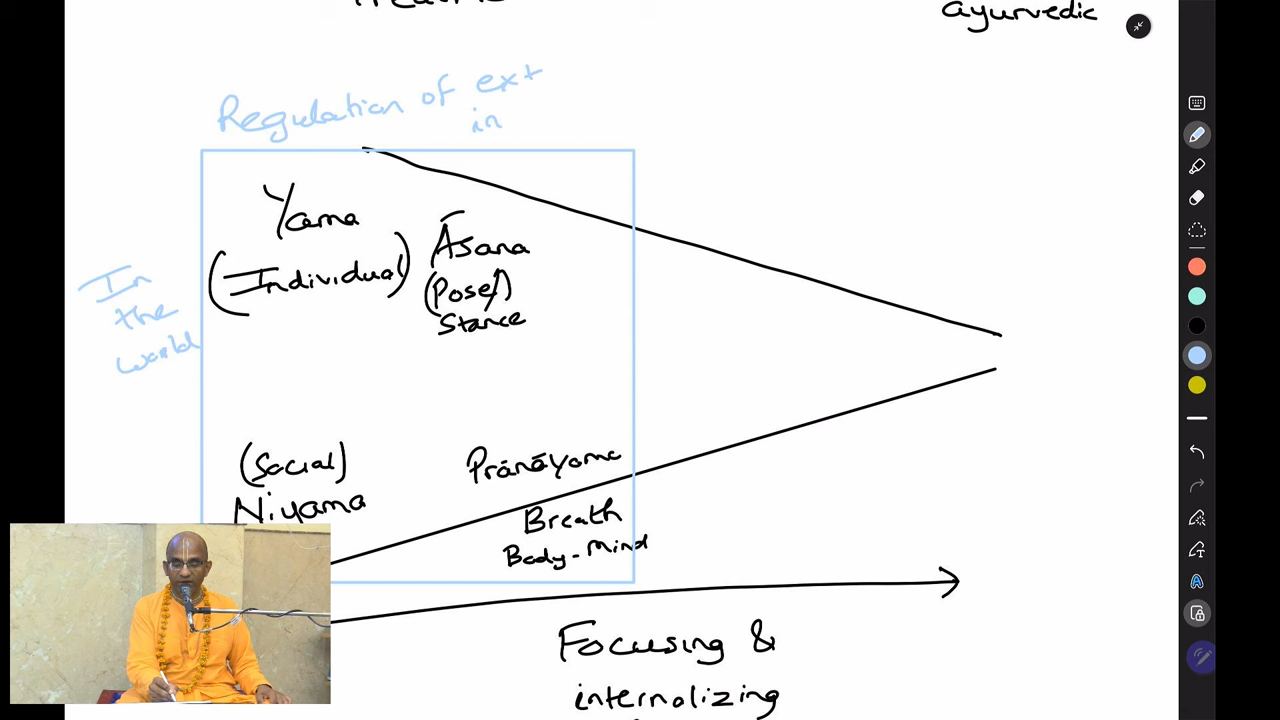 ayurvedic
Regulation of ext
in
Yama
(Individual)
Āsana
(Pose/)
Stance
In
the
world
(Social)
Niyama
Prāṇāyama
Breath
Body-Mind
Focusing &
internalizing